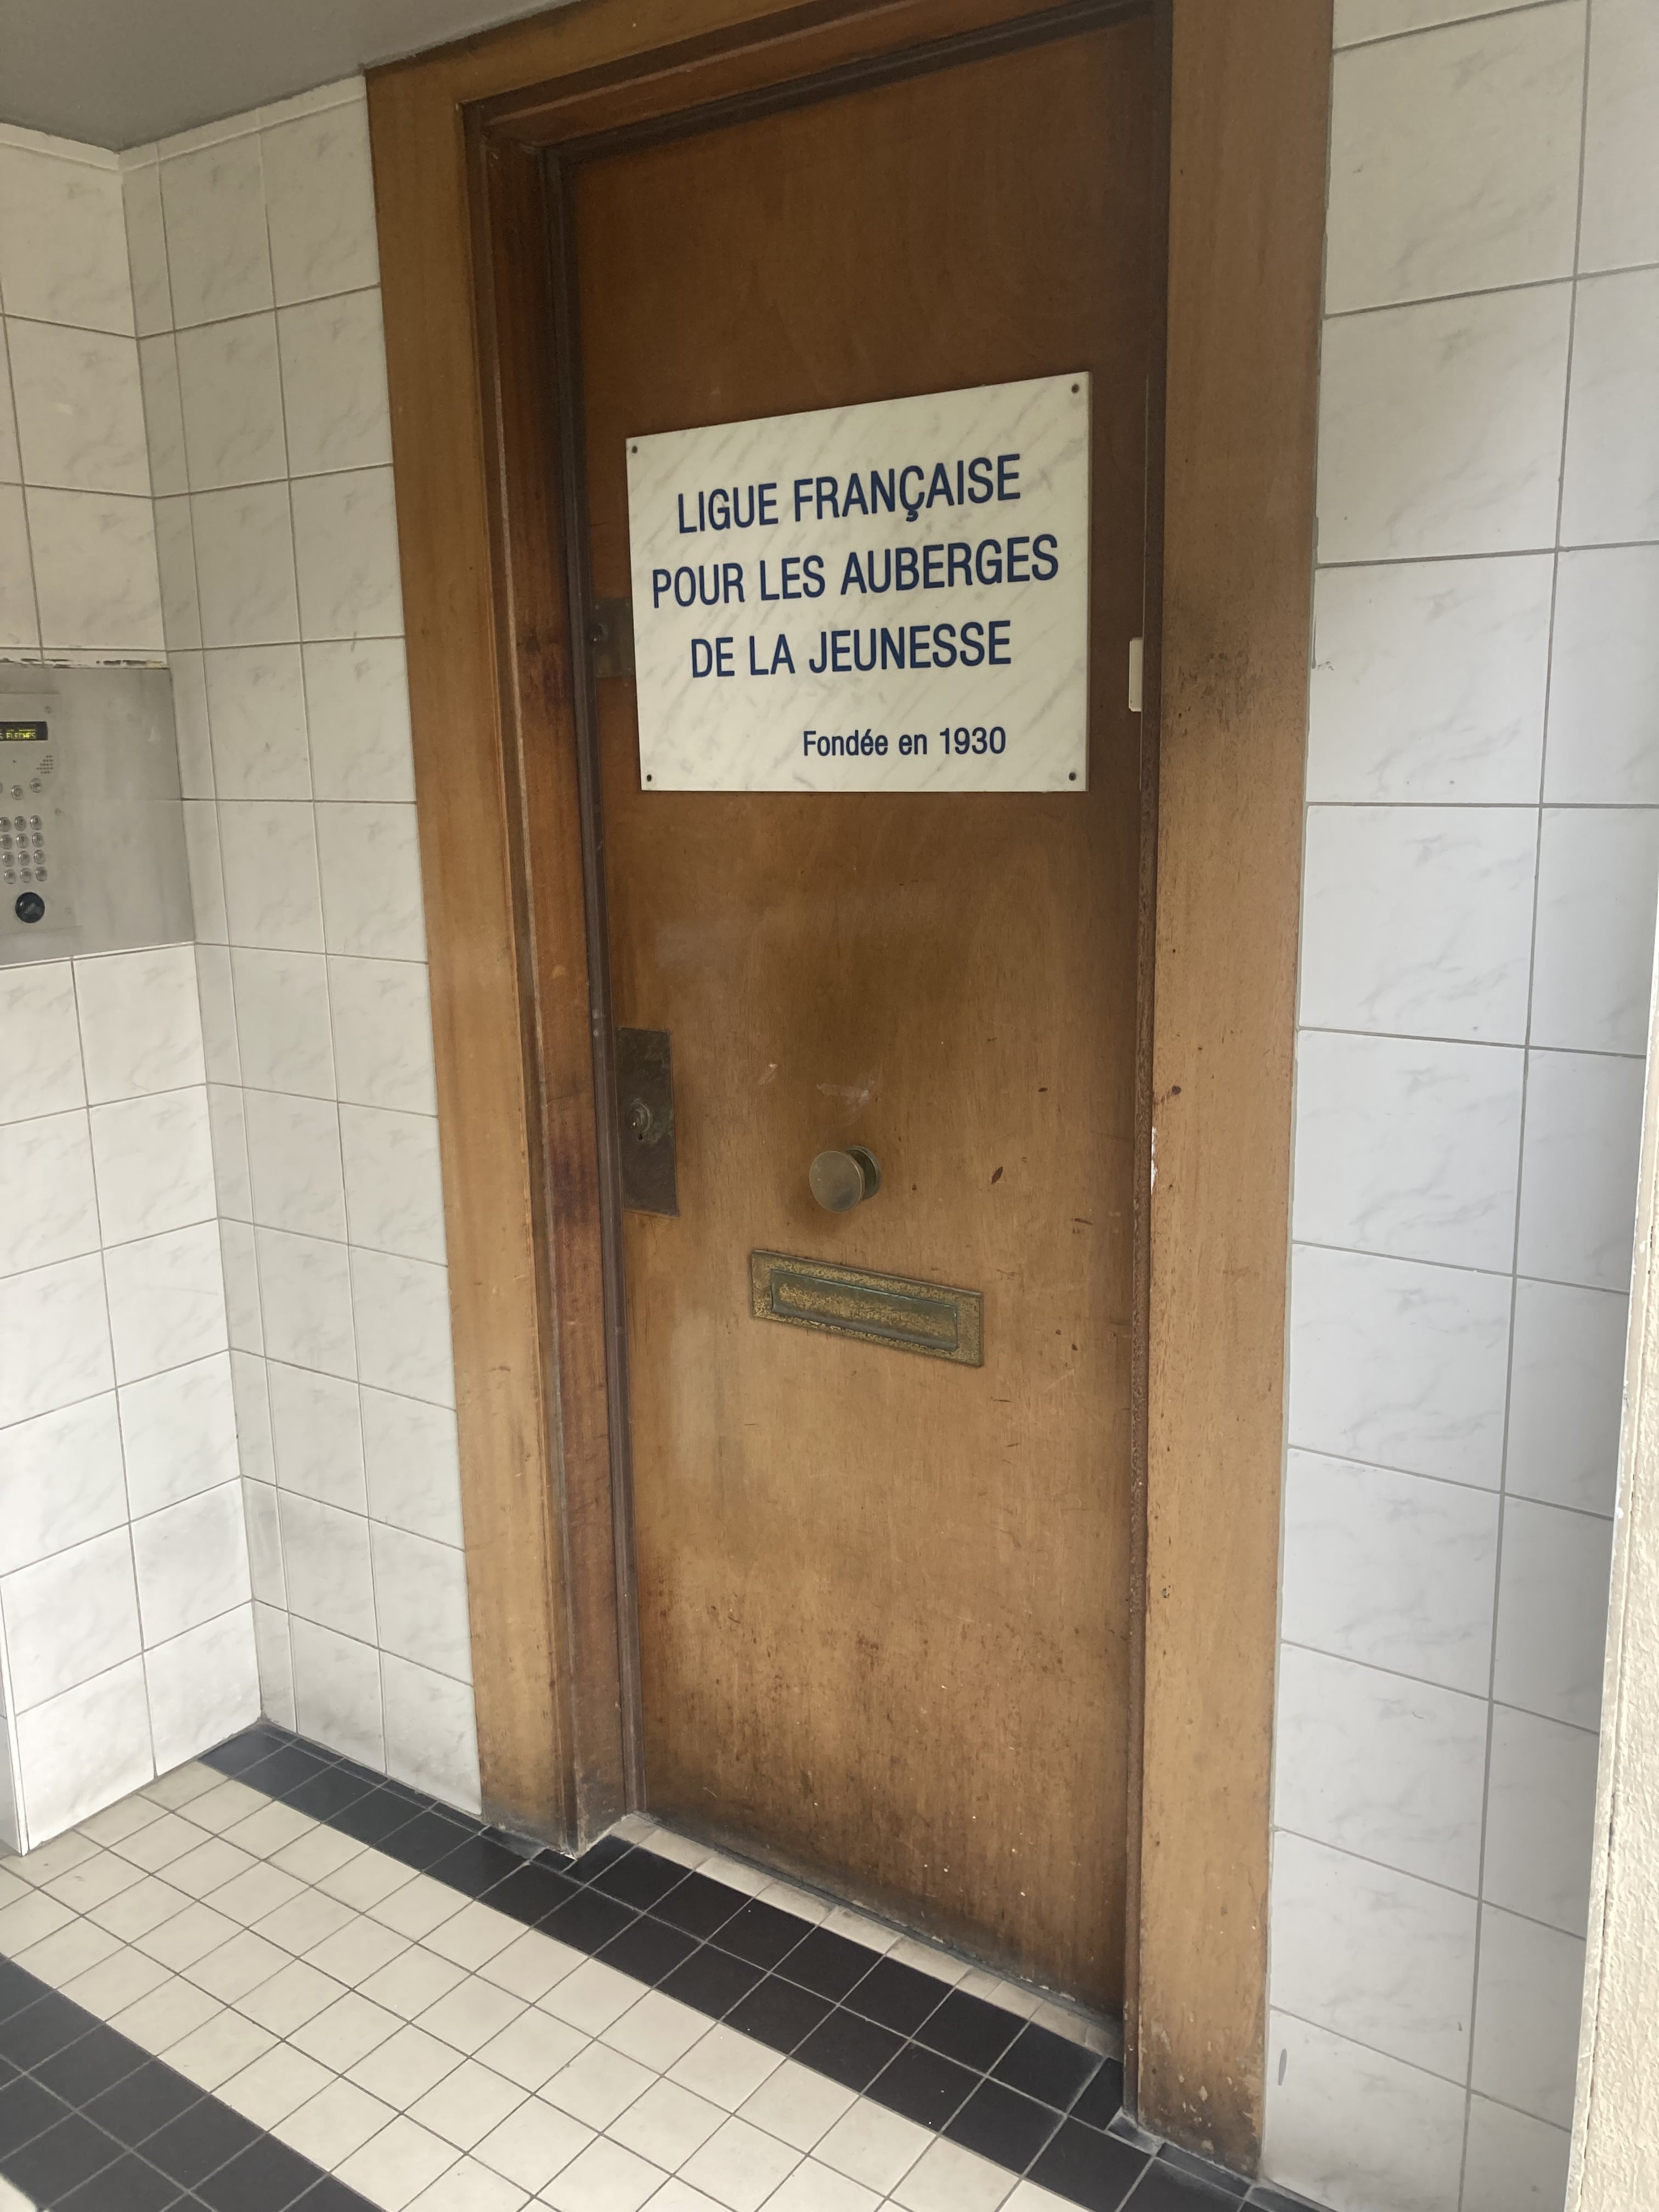 LIGUE FRANÇAISE
POUR LES AUBERGES
DE LA JEUNESSE
Fondée en 1930